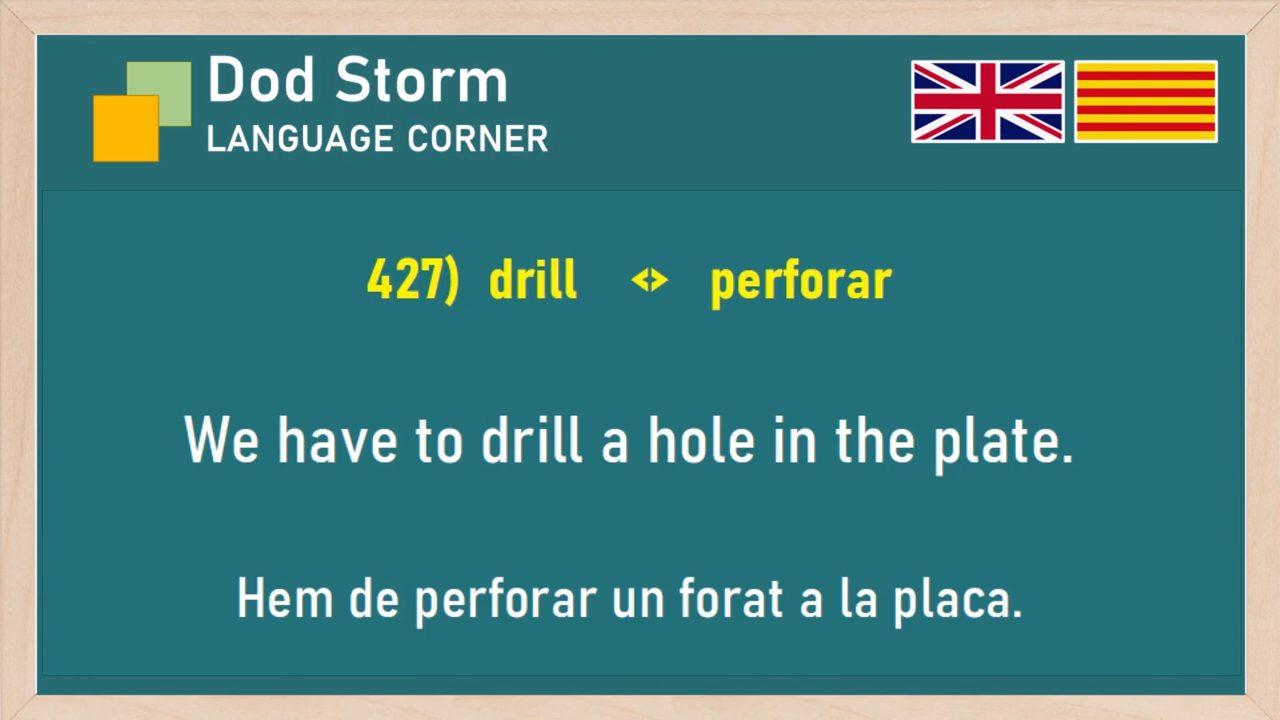 Dod Storm
LANGUAGE CORNER
427) drill <> perforar
We have to drill a hole in the plate.
Hem de perforar un forat a la placa.